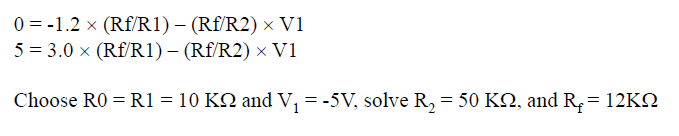 0 = -1.2 × (Rf/R1) – (Rf/R2) × V1
5 = 3.0 × (Rf/R1) – (Rf/R2) × V1
Choose R0 = R1 = 10 KΩ and V₁ = -5V, solve R₂ = 50 KΩ, and R_f = 12KΩ